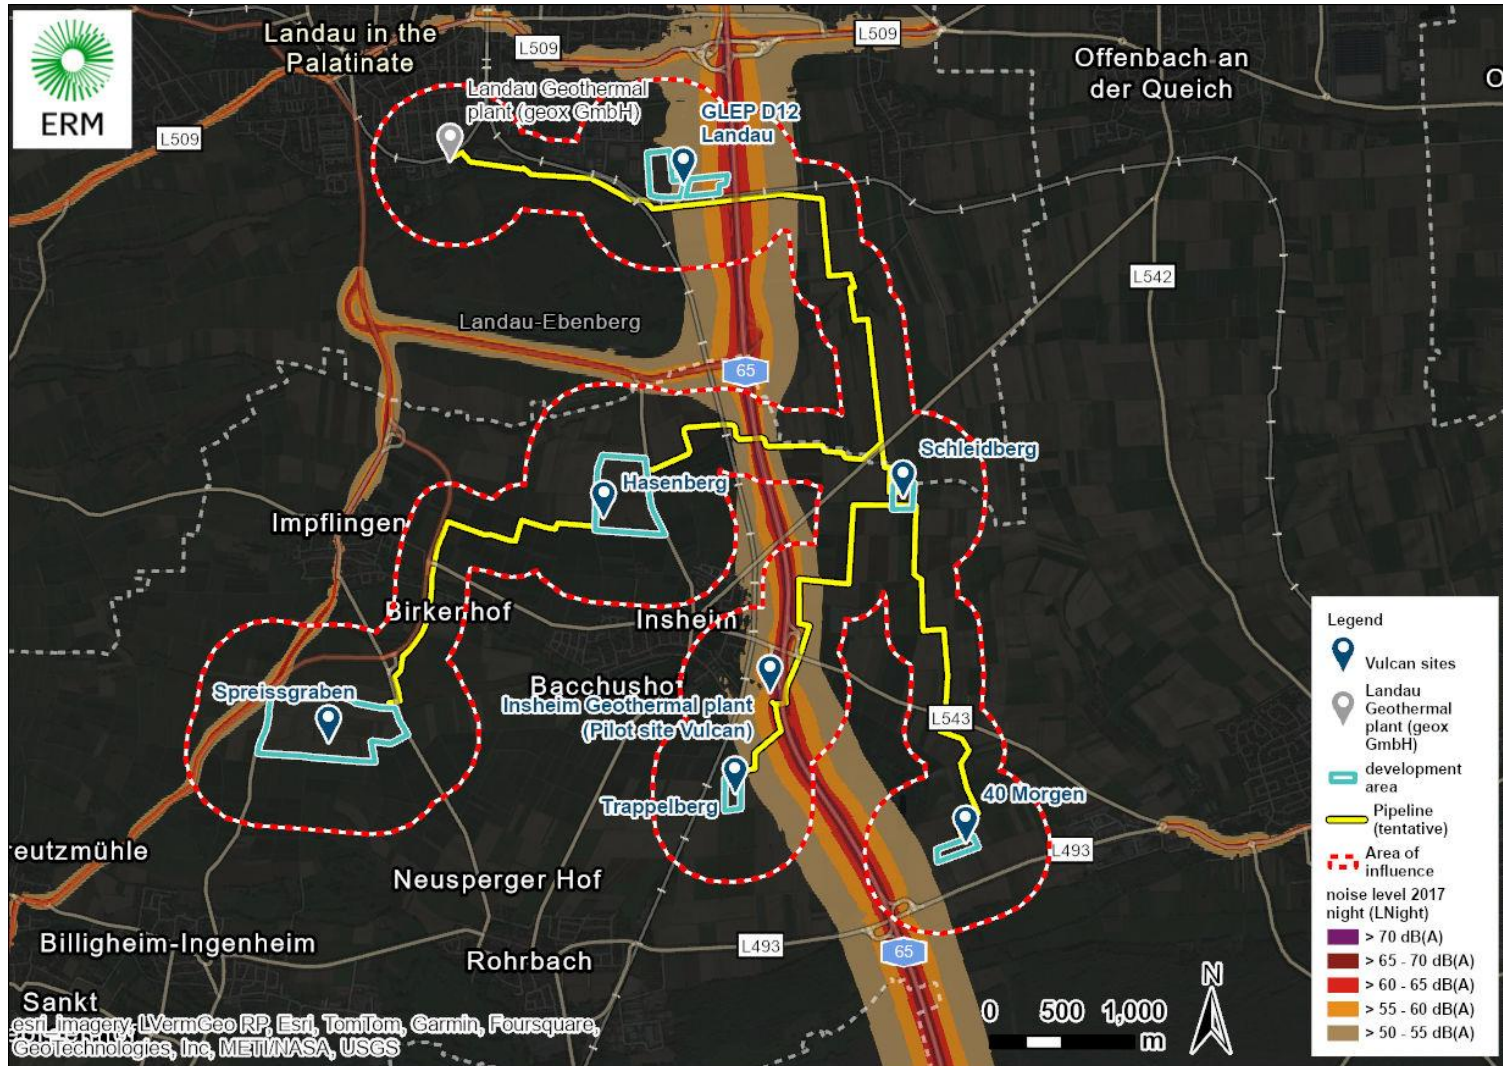 ERM
Landau in the
Palatinate
L509
L509
L509
Offenbach an
der Queich
O
Landau Geothermal
plant (geox GmbH)
GLEP D12
Landau
L542
Landau-Ebenberg
65
Schleidberg
Hasenberg
Impflingen
Birkenhof
Insheim
Spreissgraben
Bacchushof
Insheim Geothermal plant
(Pilot site Vulcan)
L543
Trappelberg
40 Morgen
L493
reutzmühle
Neusperger Hof
Billigheim-Ingenheim
Rohrbach
L493
65
Sankt
esri_Imagery, LVermGeo RP, Esri, TomTom, Garmin, Foursquare,
GeoTechnologies, Inc, METI/NASA, USGS
N
0 500 1,000
m
Legend
Vulcan sites
Landau
Geothermal
plant (geox
GmbH)
development
area
Pipeline
(tentative)
Area of
influence
noise level 2017
night (LNight)
> 70 dB(A)
> 65 - 70 dB(A)
> 60 - 65 dB(A)
> 55 - 60 dB(A)
> 50 - 55 dB(A)